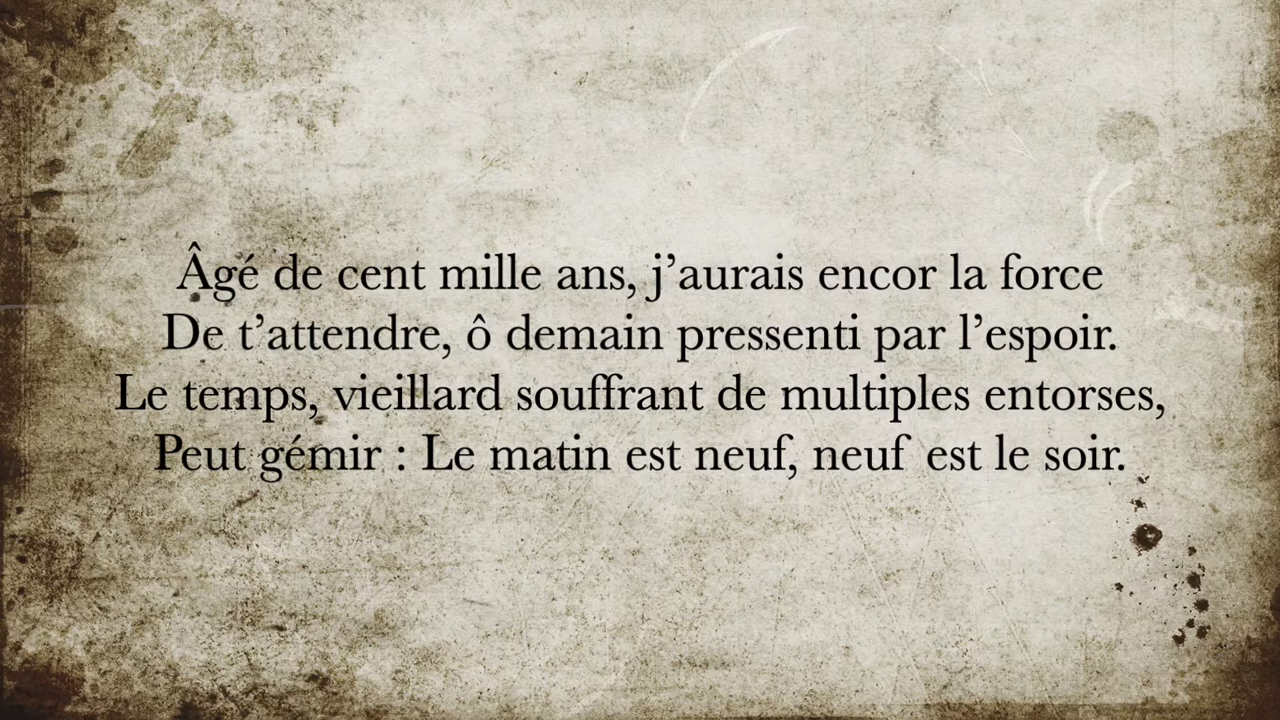 Âgé de cent mille ans, j’aurais encor la force
De t’attendre, ô demain pressenti par l’espoir.
Le temps, vieillard souffrant de multiples entorses,
Peut gémir : Le matin est neuf, neuf est le soir.